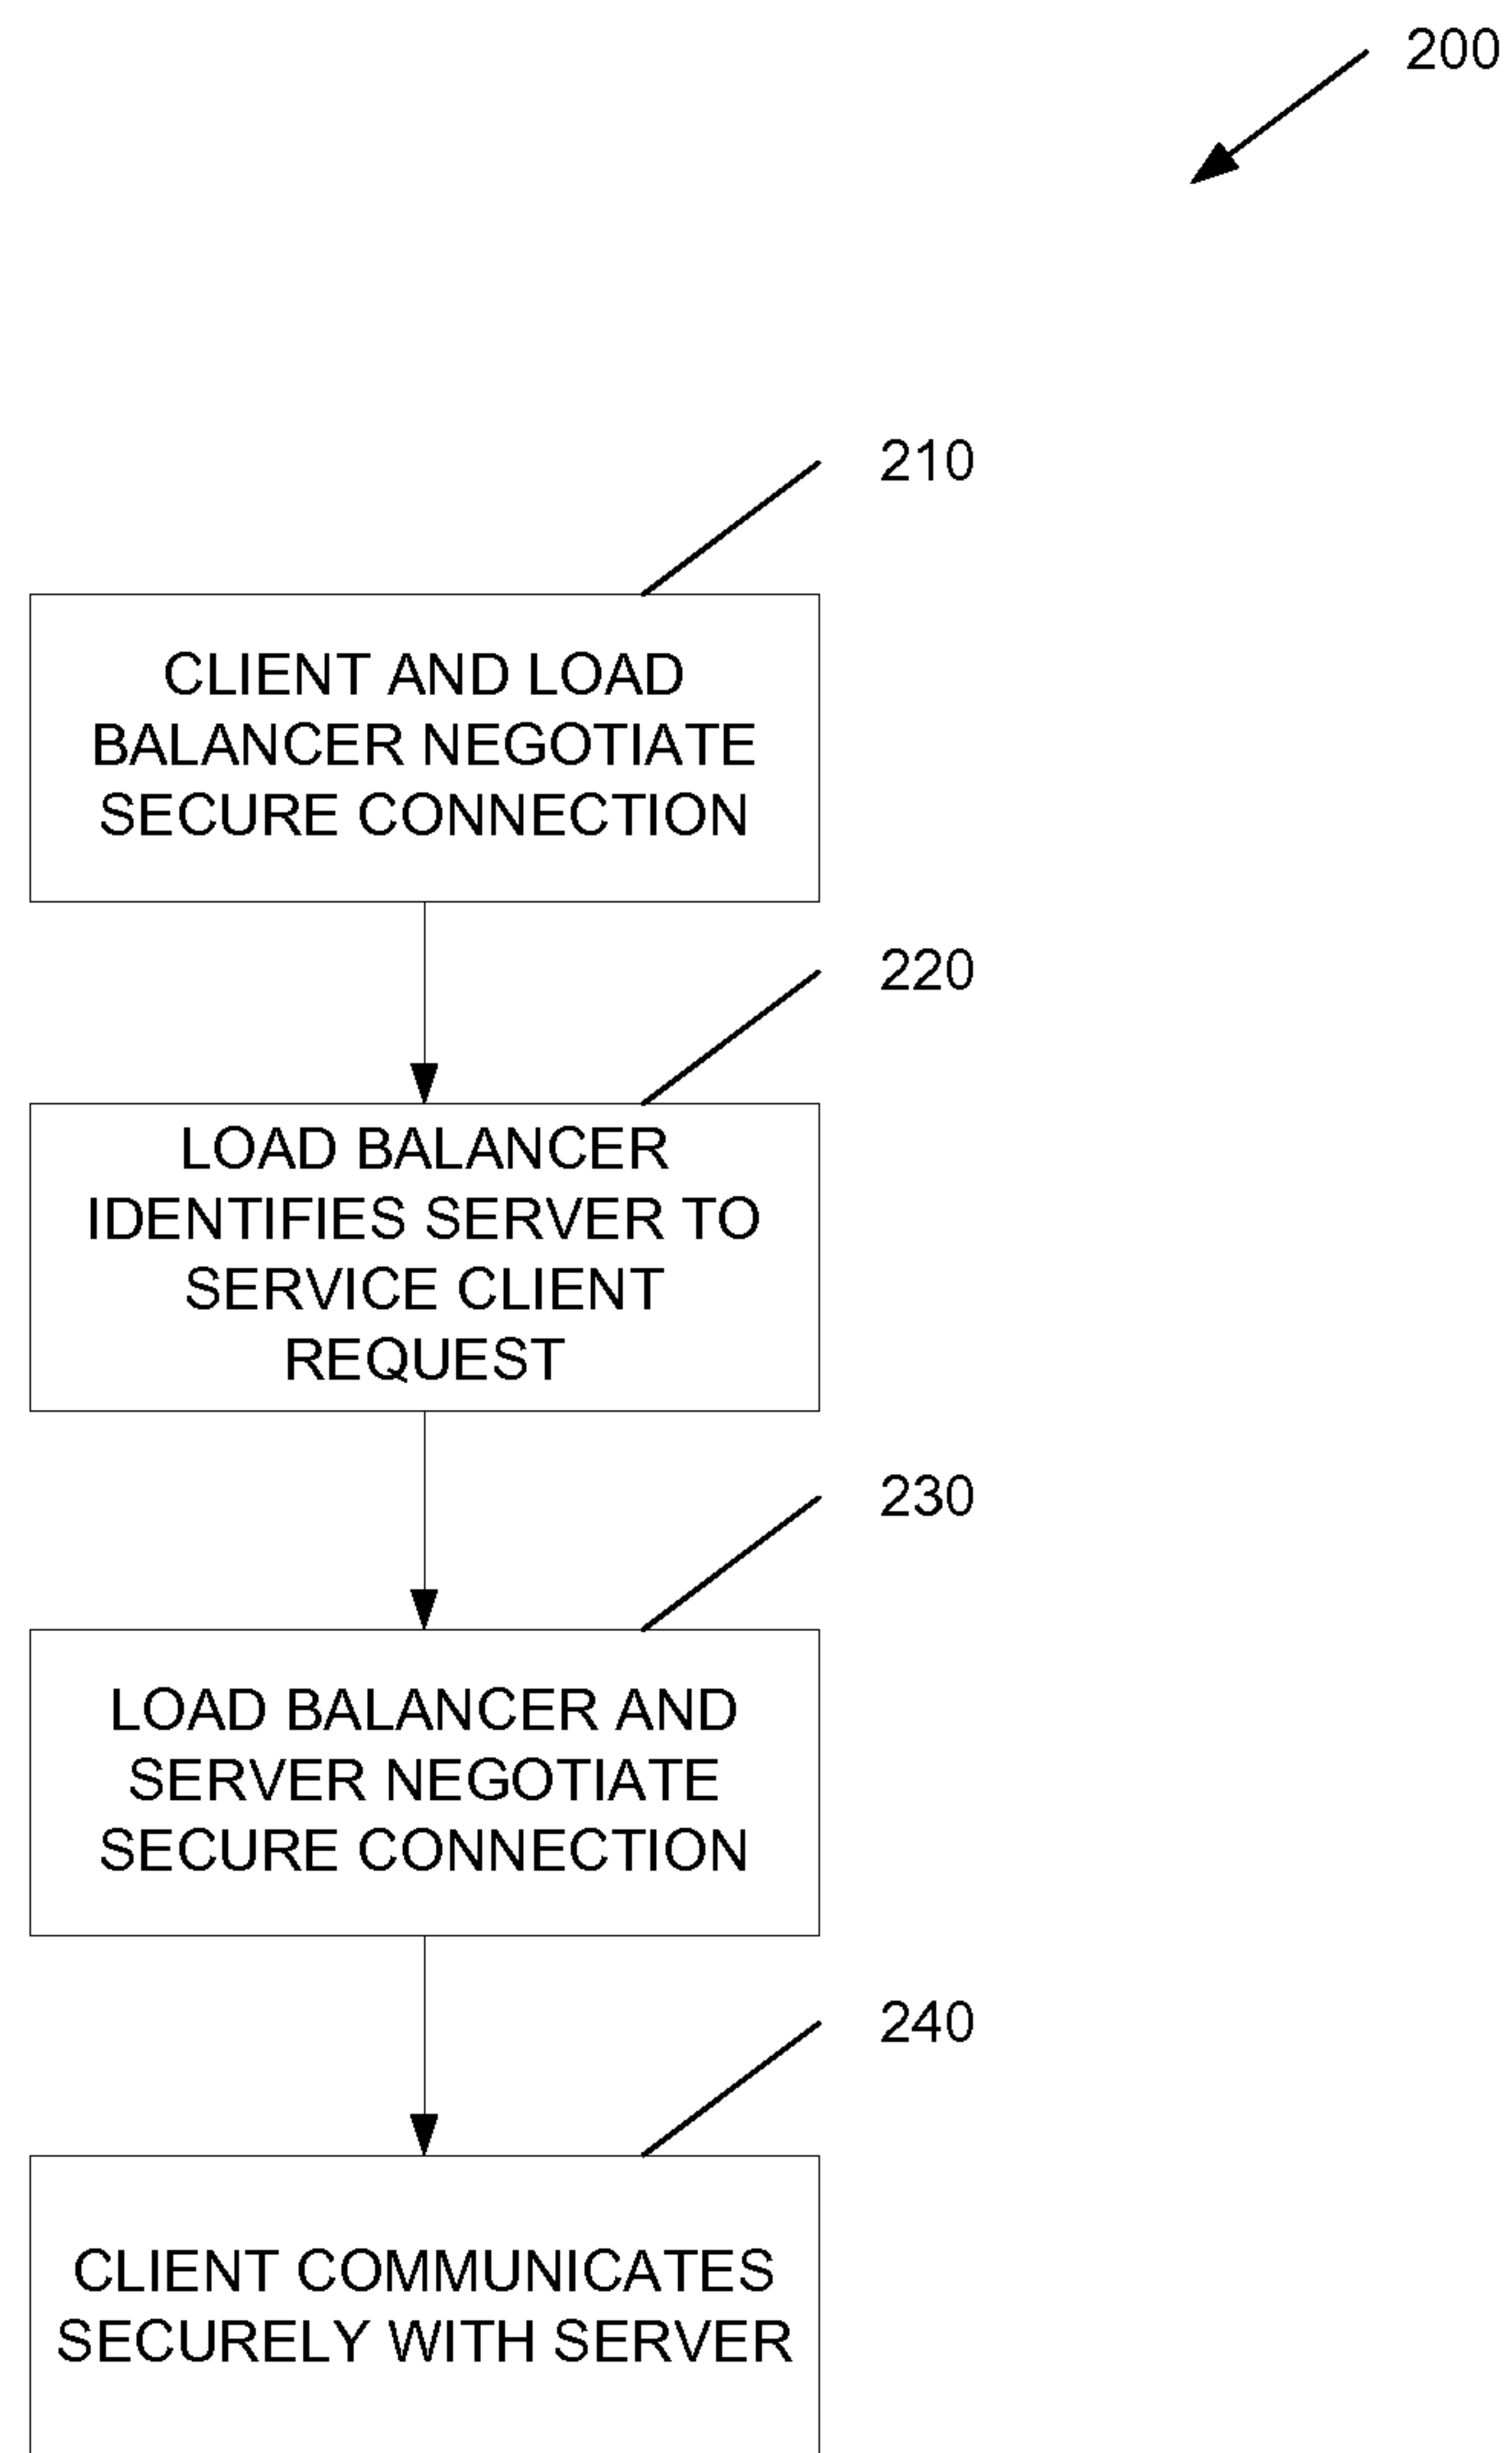 200
210
CLIENT AND LOAD
BALANCER NEGOTIATE
SECURE CONNECTION
220
LOAD BALANCER
IDENTIFIES SERVER TO
SERVICE CLIENT
REQUEST
230
LOAD BALANCER AND
SERVER NEGOTIATE
SECURE CONNECTION
240
CLIENT COMMUNICATES
SECURELY WITH SERVER